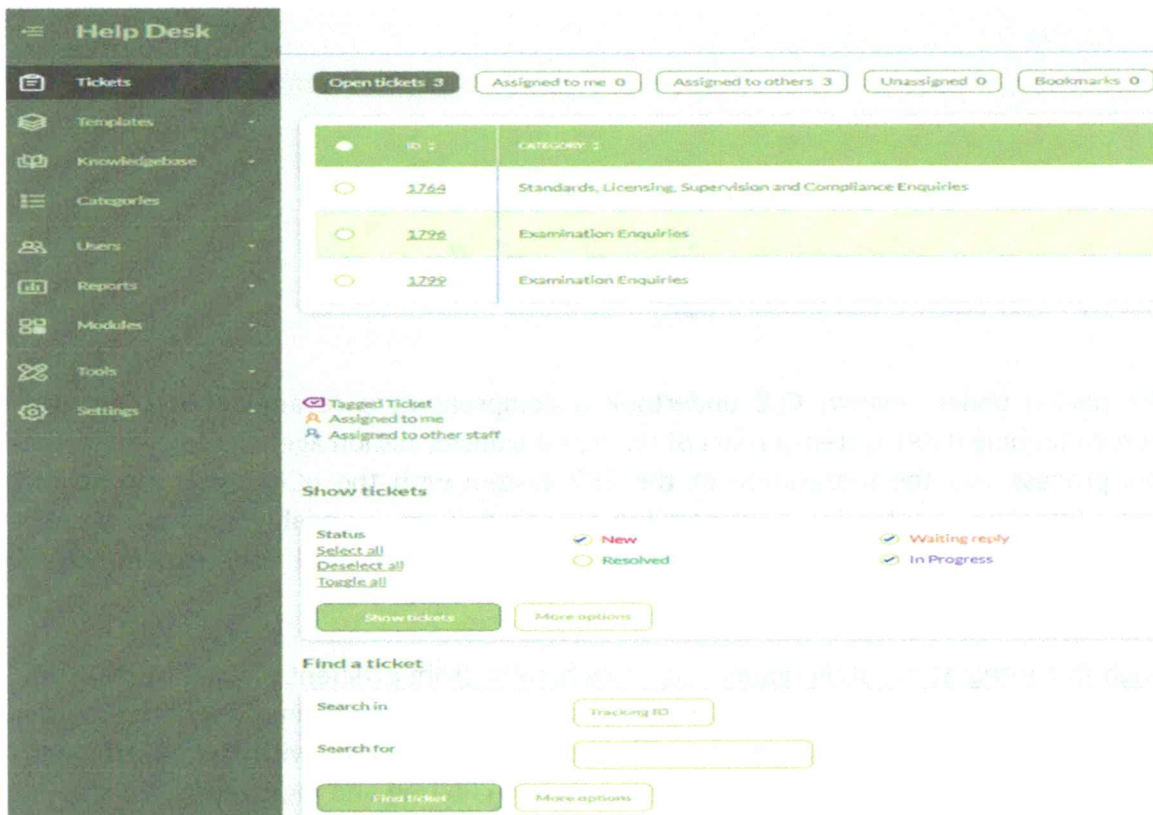 Help Desk
Tickets
Templates
Knowledgebase
Categories
Users
Reports
Modules
Tools
Settings
Open tickets 3 Assigned to me 0 Assigned to others 3 Unassigned 0 Bookmarks 0
ID CATEGORY
1764 Standards, Licensing, Supervision and Compliance Enquiries
1796 Examination Enquiries
1799 Examination Enquiries
Tagged Ticket
Assigned to me
Assigned to other staff
Show tickets
Status New Waiting reply
Select all Resolved In Progress
Deselect all
Toggle all
Show tickets More options
Find a ticket
Search in Tracking ID
Search for
Find ticket More options